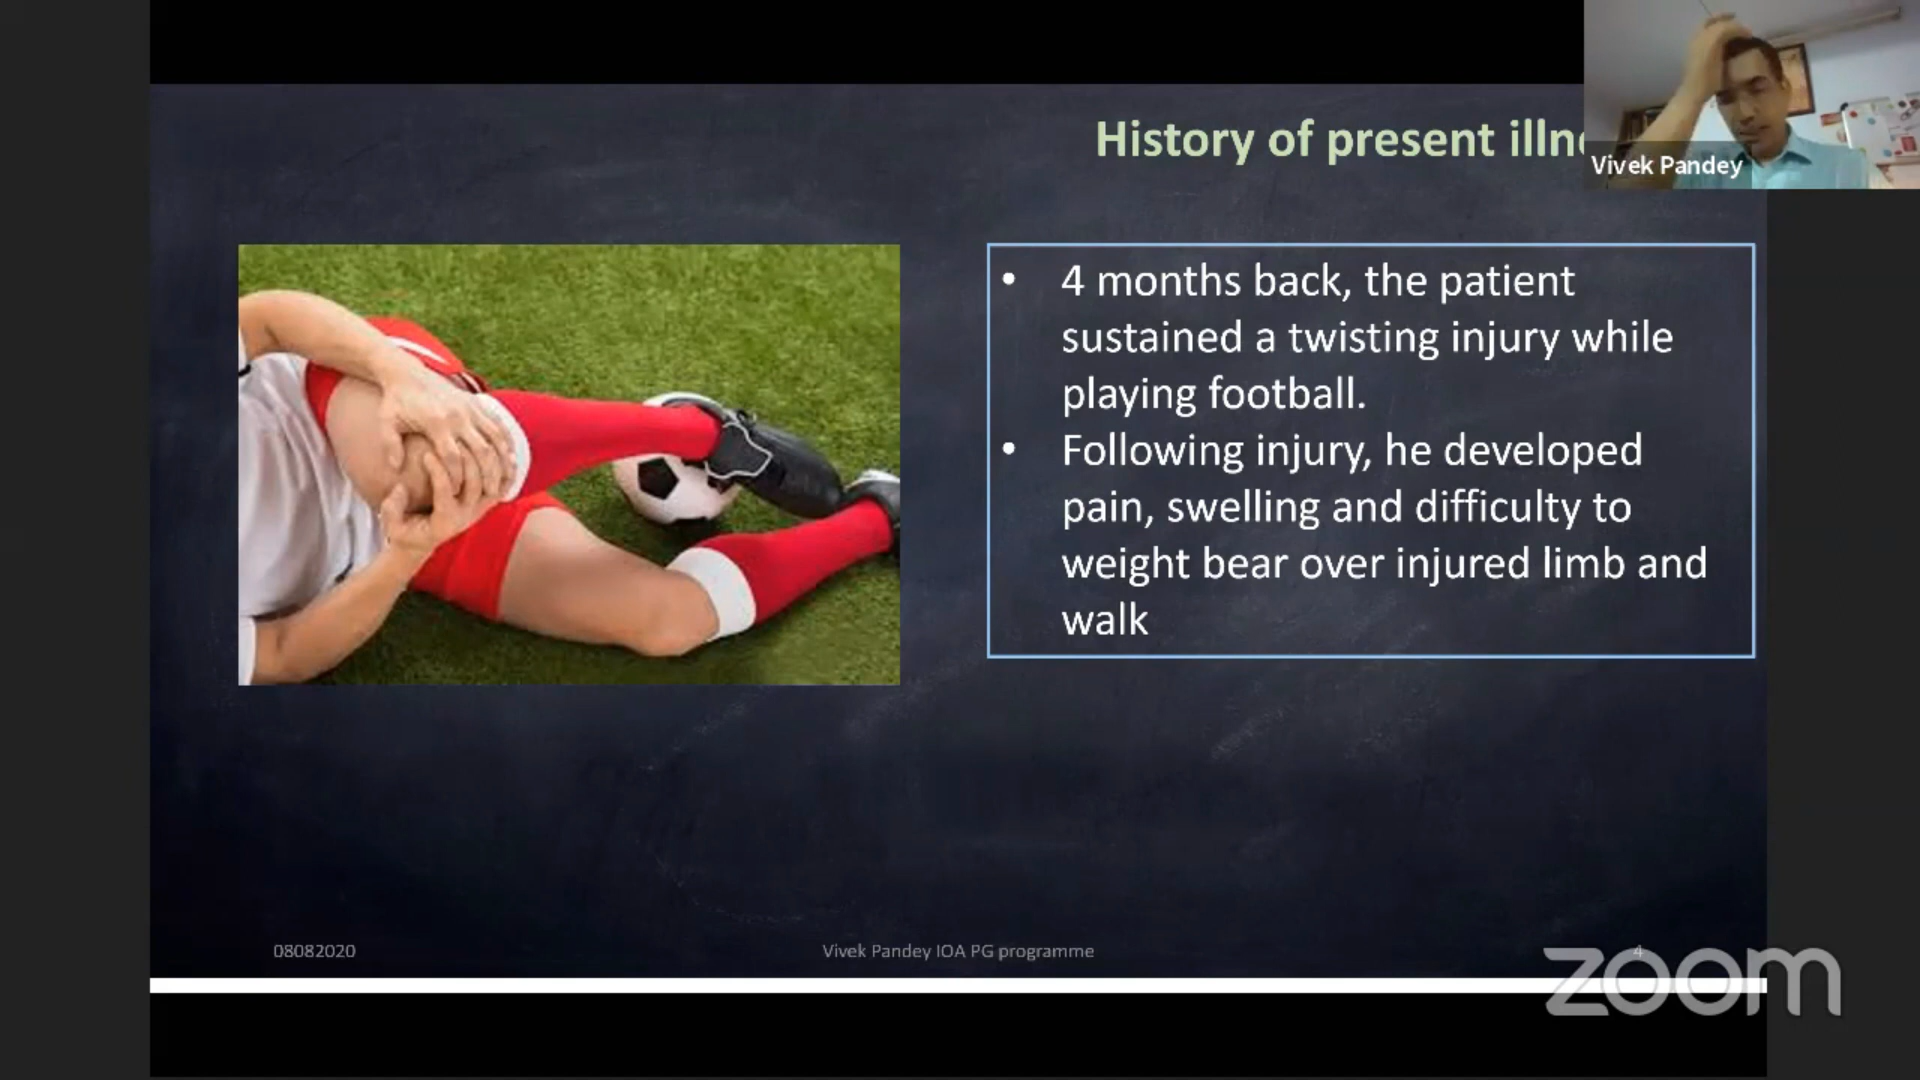 History of present illne
Vivek Pandey
• 4 months back, the patient
sustained a twisting injury while
playing football.
• Following injury, he developed
pain, swelling and difficulty to
weight bear over injured limb and
walk
08082020
Vivek Pandey IOA PG programme
4
zoom